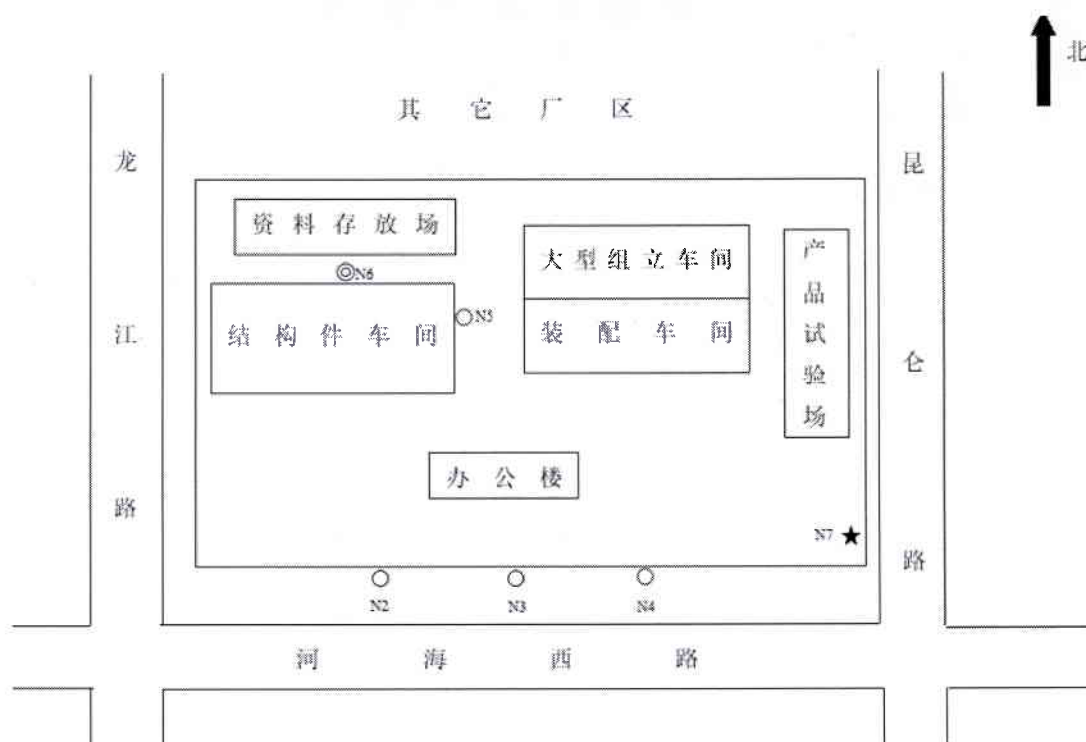 北
其它厂区
龙江路
昆仑路
资料存放场
N6
大型组立车间
产品试验场
结构件车间
N5
装配车间
办公楼
N7
N2
N3
N4
河海西路